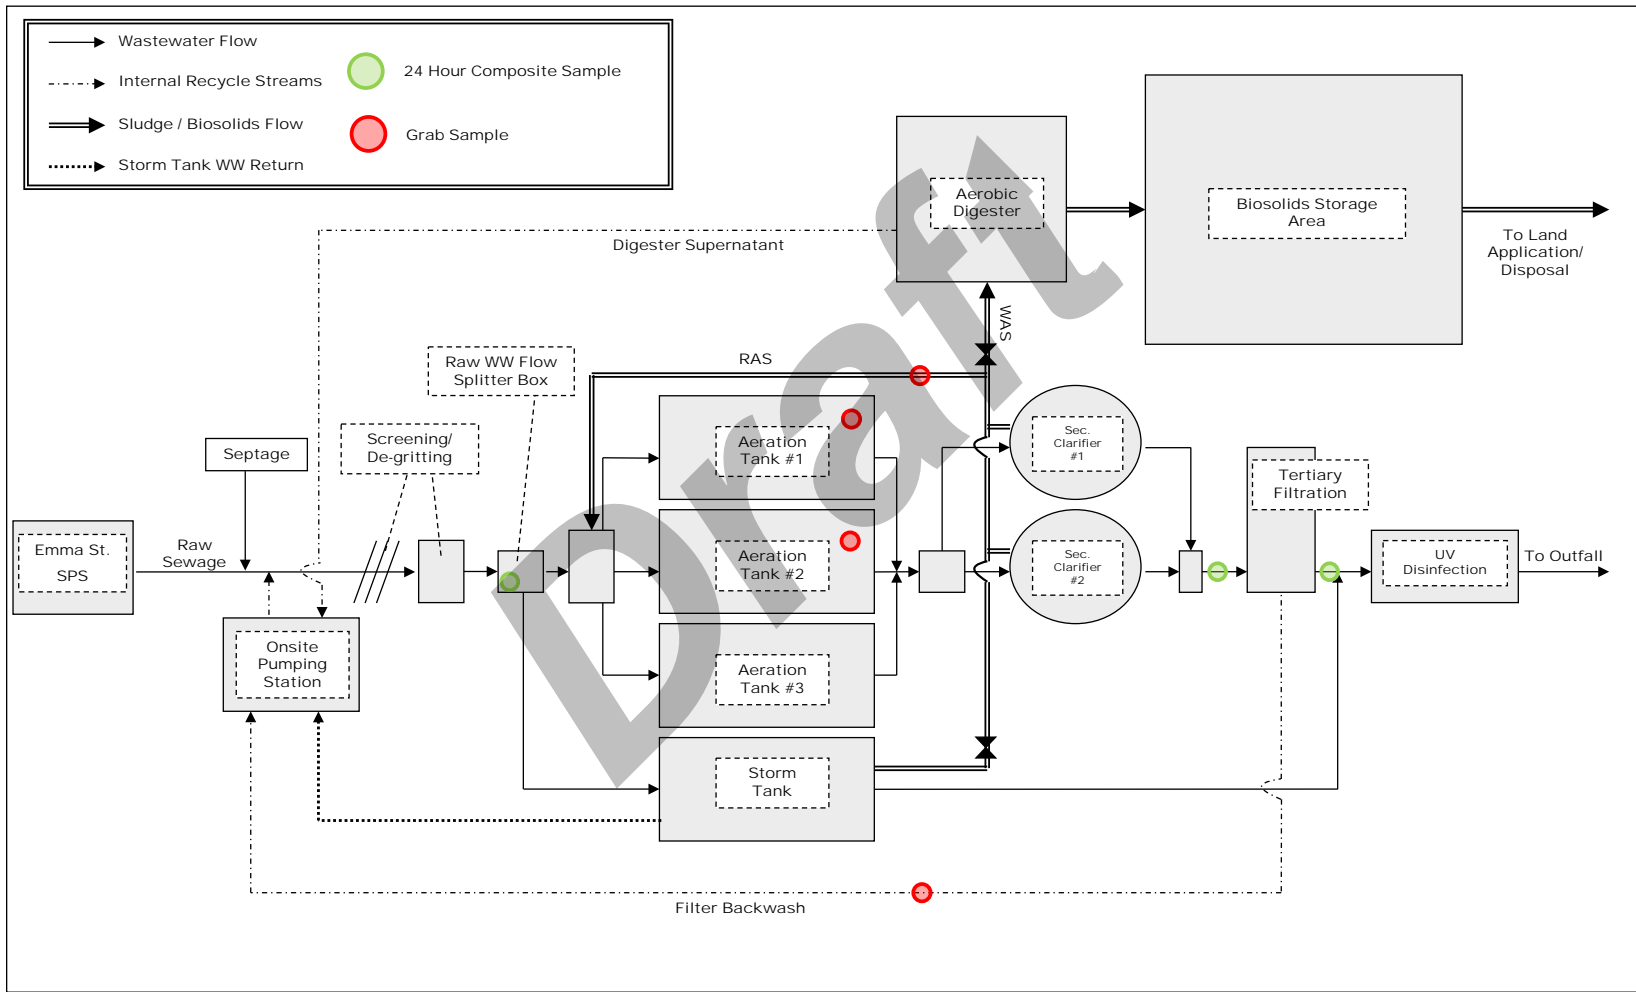 Wastewater Flow
Internal Recycle Streams
Sludge / Biosolids Flow
Storm Tank WW Return
24 Hour Composite Sample
Grab Sample
Aerobic
Digester
Biosolids Storage
Area
To Land
Application/
Disposal
Digester Supernatant
WAS
RAS
Raw WW Flow
Splitter Box
Screening/
De-gritting
Septage
Emma St.
SPS
Raw
Sewage
Onsite
Pumping
Station
Aeration
Tank #1
Aeration
Tank #2
Aeration
Tank #3
Storm
Tank
Sec.
Clarifier
#1
Sec.
Clarifier
#2
Tertiary
Filtration
UV
Disinfection
To Outfall
Filter Backwash
Draft